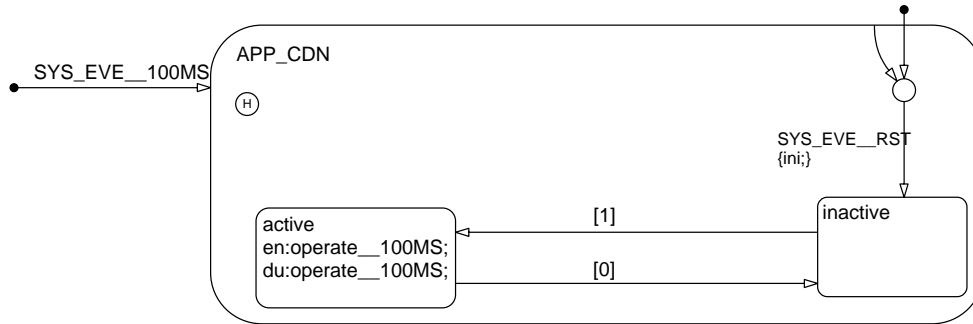 APP_CDN
SYS_EVE__100MS
H
SYS_EVE__RST
{ini;}
[1]
inactive
active
en:operate__100MS;
du:operate__100MS;
[0]